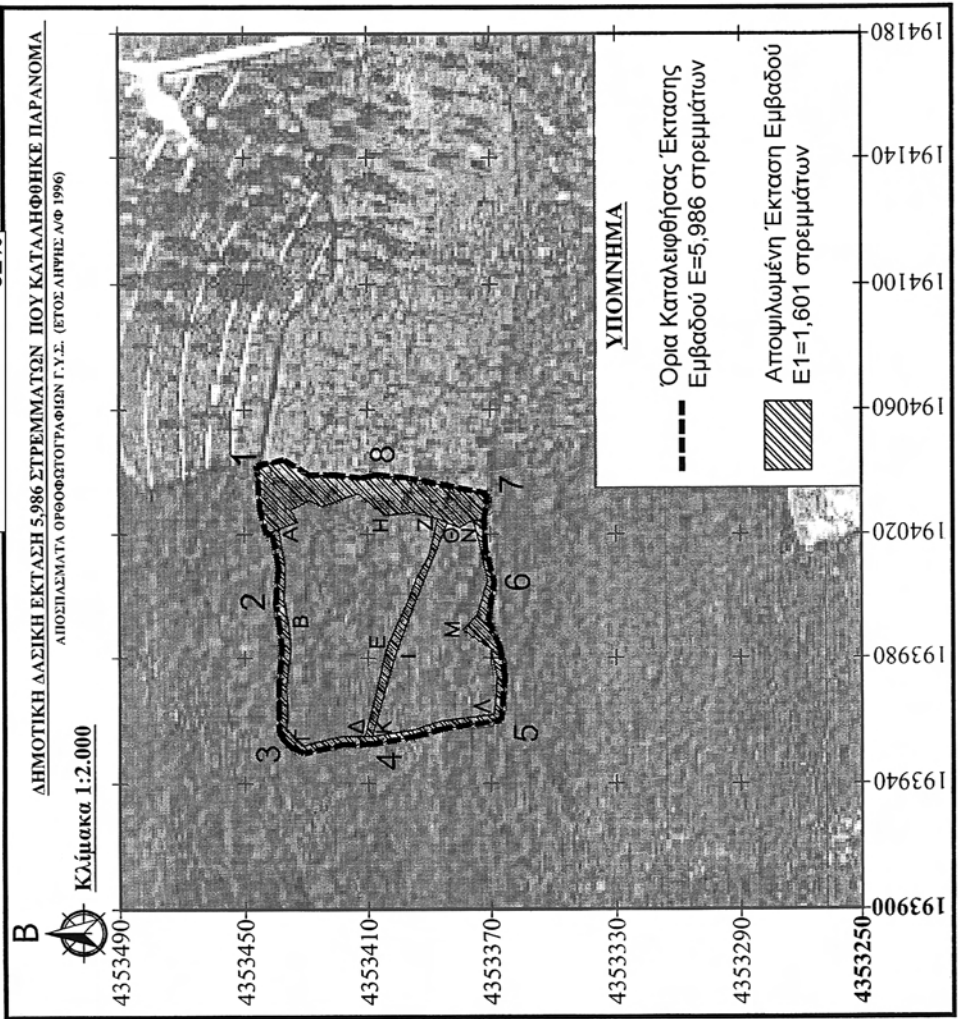 ΔΗΜΟΤΙΚΗ ΔΑΣΙΚΗ ΕΚΤΑΣΗ 5,986 ΣΤΡΕΜΜΑΤΩΝ ΠΟΥ ΚΑΤΑΛΗΦΘΗΚΕ ΠΑΡΑΝΟΜΑ
ΑΠΟΣΠΑΣΜΑΤΑ ΟΡΘΟΦΩΤΟΓΡΑΦΙΩΝ Γ.Υ.Σ. (ΕΤΟΣ ΛΗΨΗΣ Α/Φ 1996)
Β
Κλίμακα 1:2.000
4353490
4353450
4353410
4353370
4353330
4353290
4353250
193900
193940
193980
194020
194060
194100
194140
194180
1
2
3
4
5
6
7
8
Α
Β
Δ
Ε
Ζ
Η
Θ
Ι
Κ
Λ
Μ
Ν
ΥΠΟΜΝΗΜΑ
Όρια Καταλειφθήσας Έκτασης
Εμβαδού Ε=5,986 στρεμμάτων
Αποψιλωμένη Έκταση Εμβαδού
Ε1=1,601 στρεμμάτων